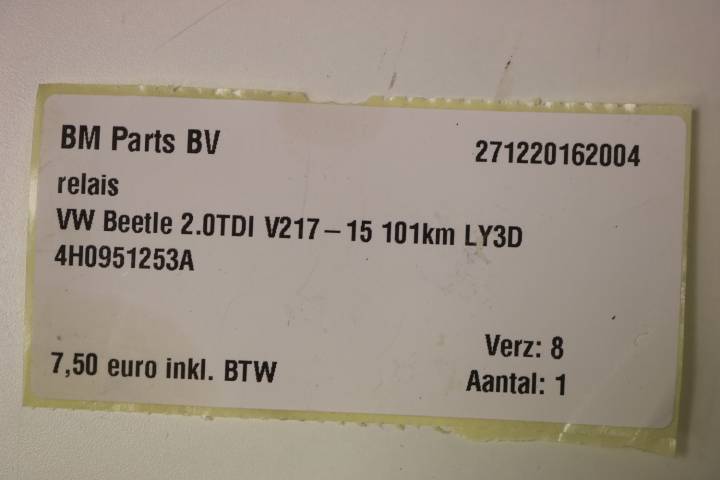 BM Parts BV
271220162004
relais
VW Beetle 2.0TDI V217-15 101km LY3D
4H0951253A
7,50 euro inkl. BTW
Verz: 8
Aantal: 1